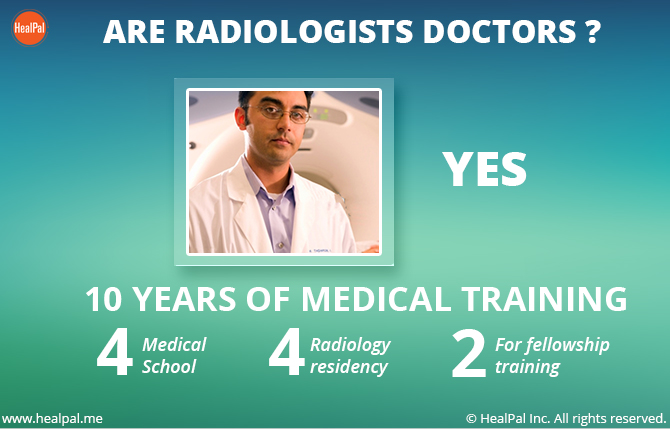 HealPal
ARE RADIOLOGISTS DOCTORS ?
YES
10 YEARS OF MEDICAL TRAINING
4 Medical
School
4 Radiology
residency
2 For fellowship
training
www.healpal.me
© HealPal Inc. All rights reserved.